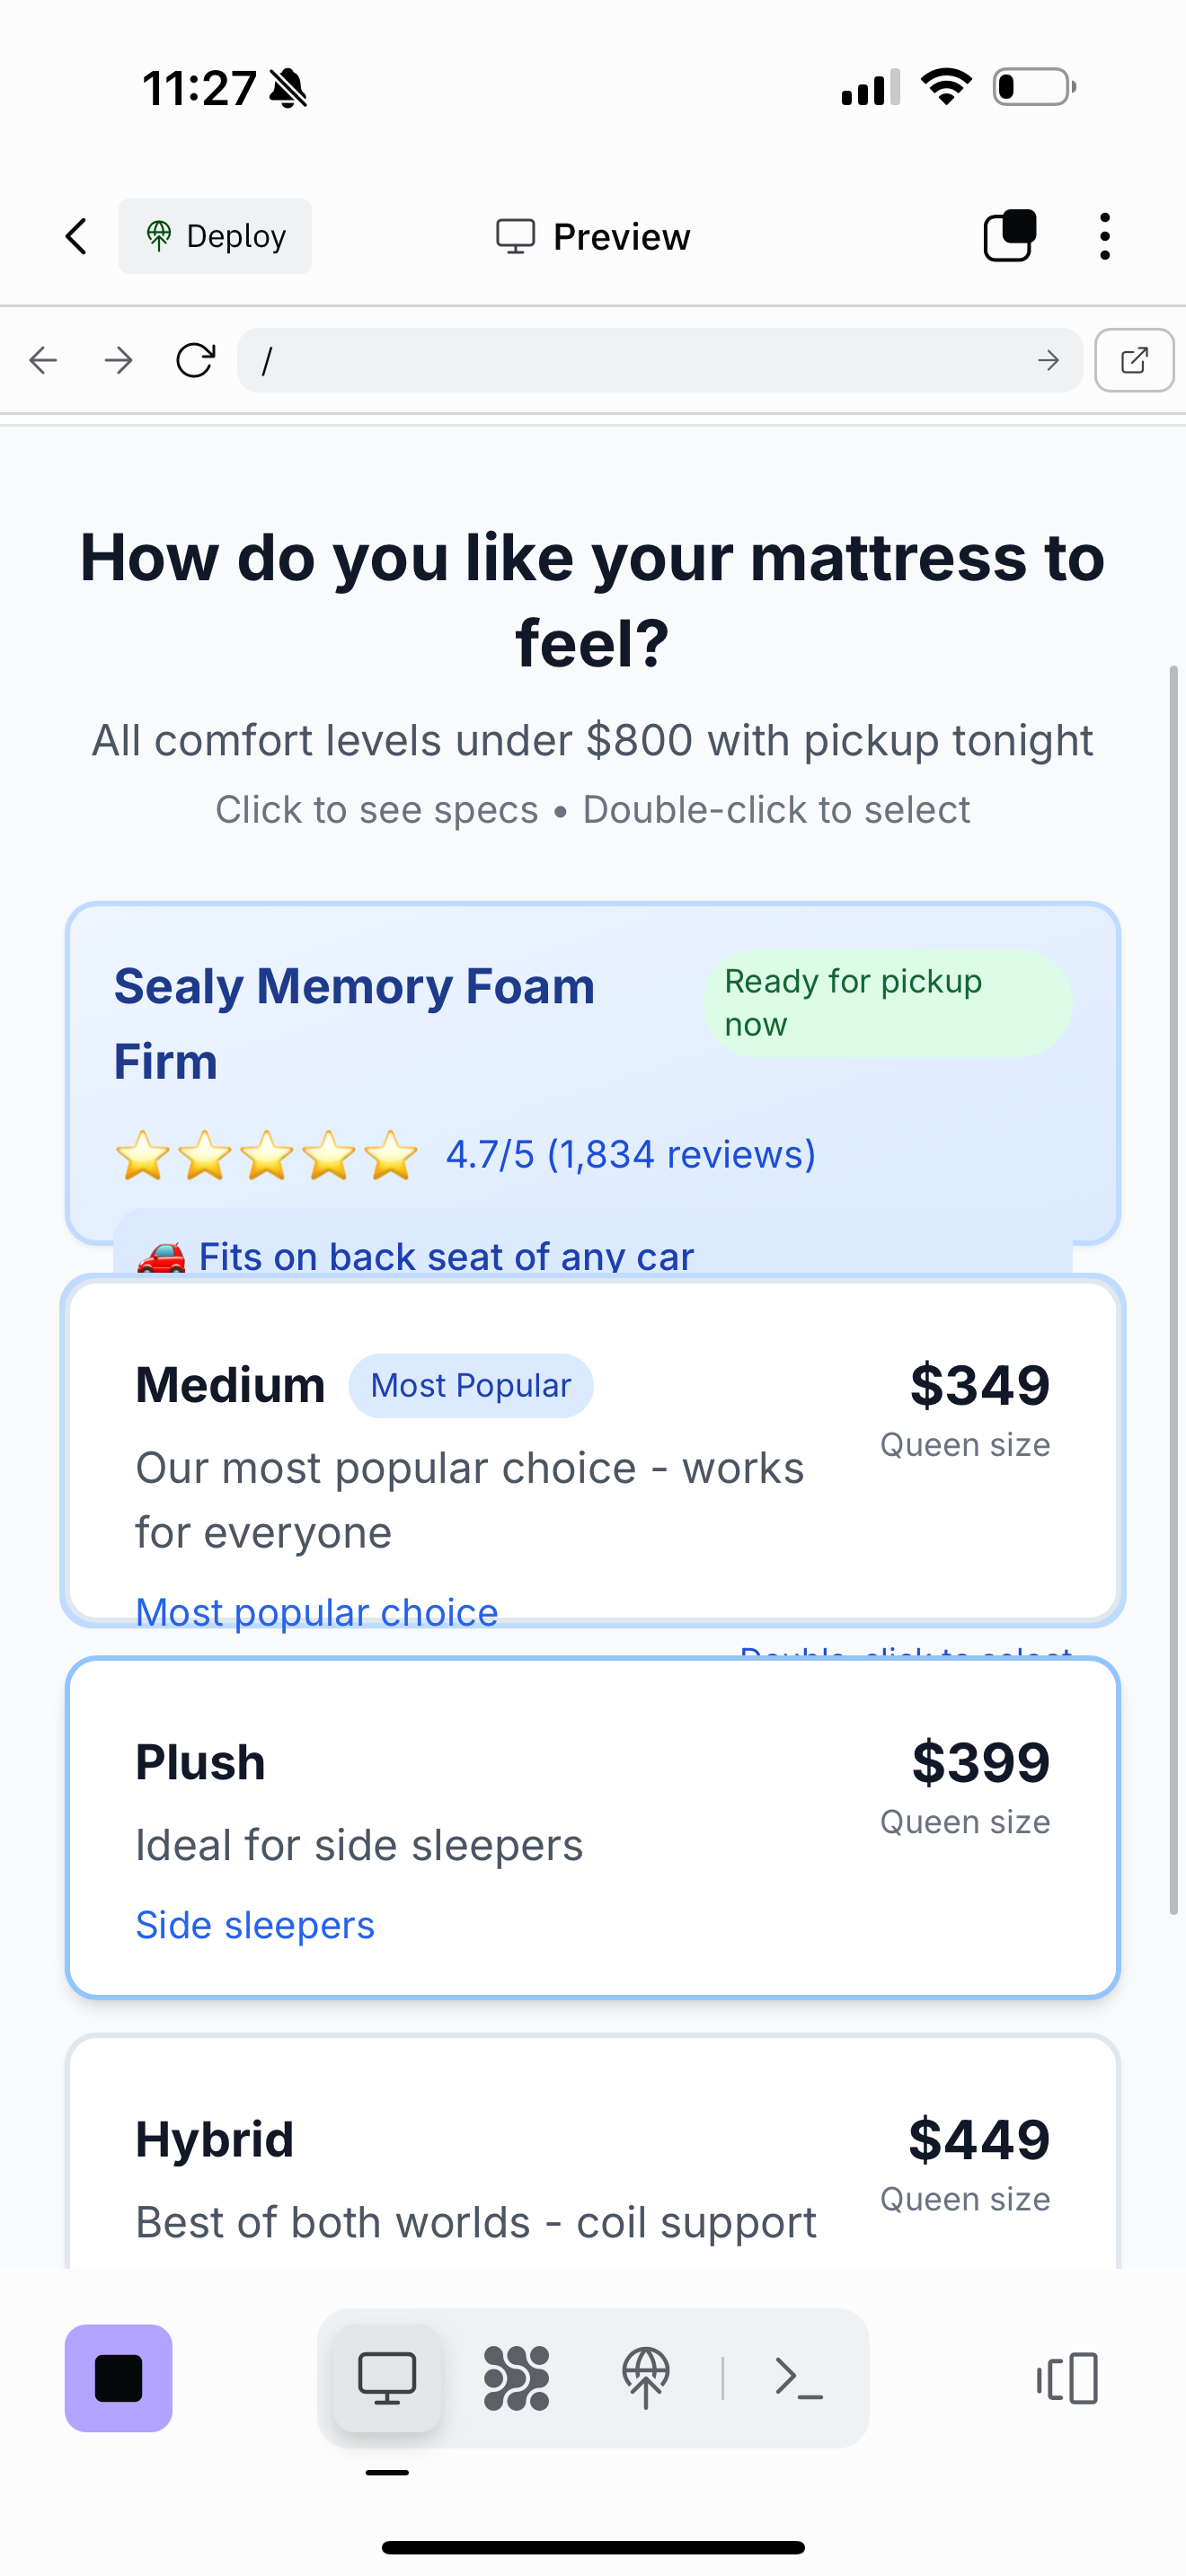 11:27
Deploy
Preview
/
How do you like your mattress to
feel?
All comfort levels under $800 with pickup tonight
Click to see specs • Double-click to select
Sealy Memory Foam
Firm
Ready for pickup
now
4.7/5 (1,834 reviews)
Fits on back seat of any car
Medium
Most Popular
$349
Queen size
Our most popular choice - works
for everyone
Most popular choice
Double-click to select
Plush
$399
Queen size
Ideal for side sleepers
Side sleepers
Hybrid
$449
Queen size
Best of both worlds - coil support